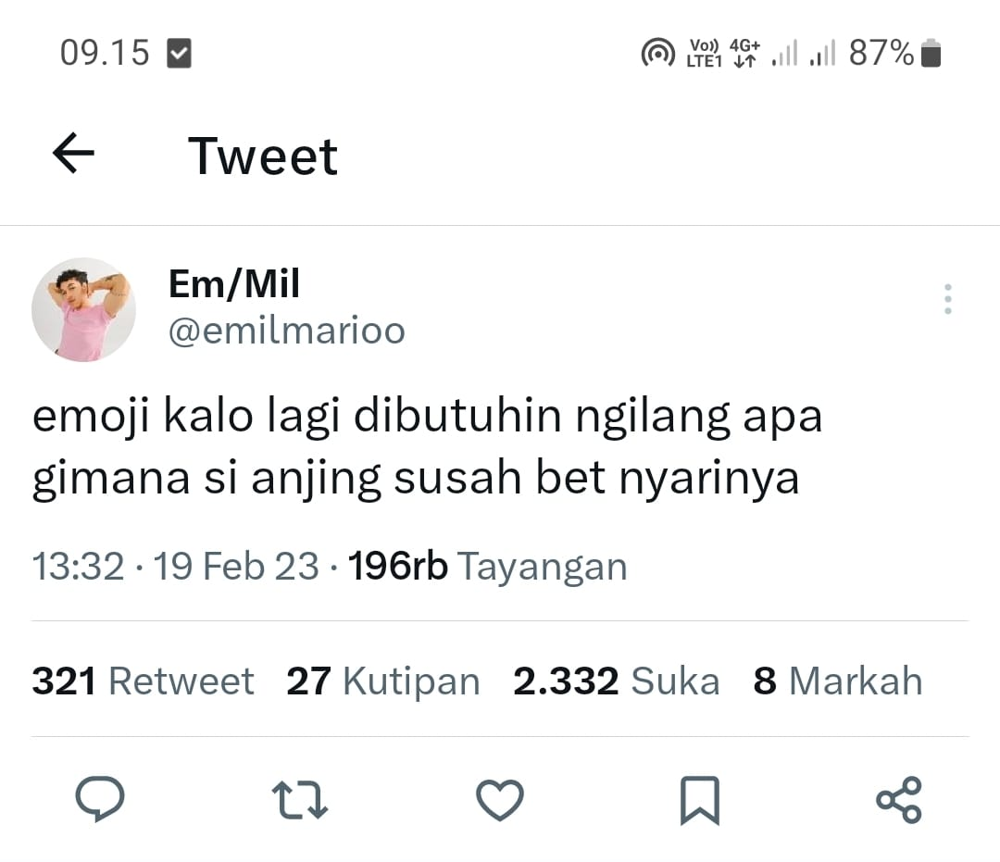 09.15 Vo)) LTE1 4G+ 87%
Tweet
Em/Mil
@emilmarioo
emoji kalo lagi dibutuhin ngilang apa
gimana si anjing susah bet nyarinya
13:32 · 19 Feb 23 · 196rb Tayangan
321 Retweet 27 Kutipan 2.332 Suka 8 Markah